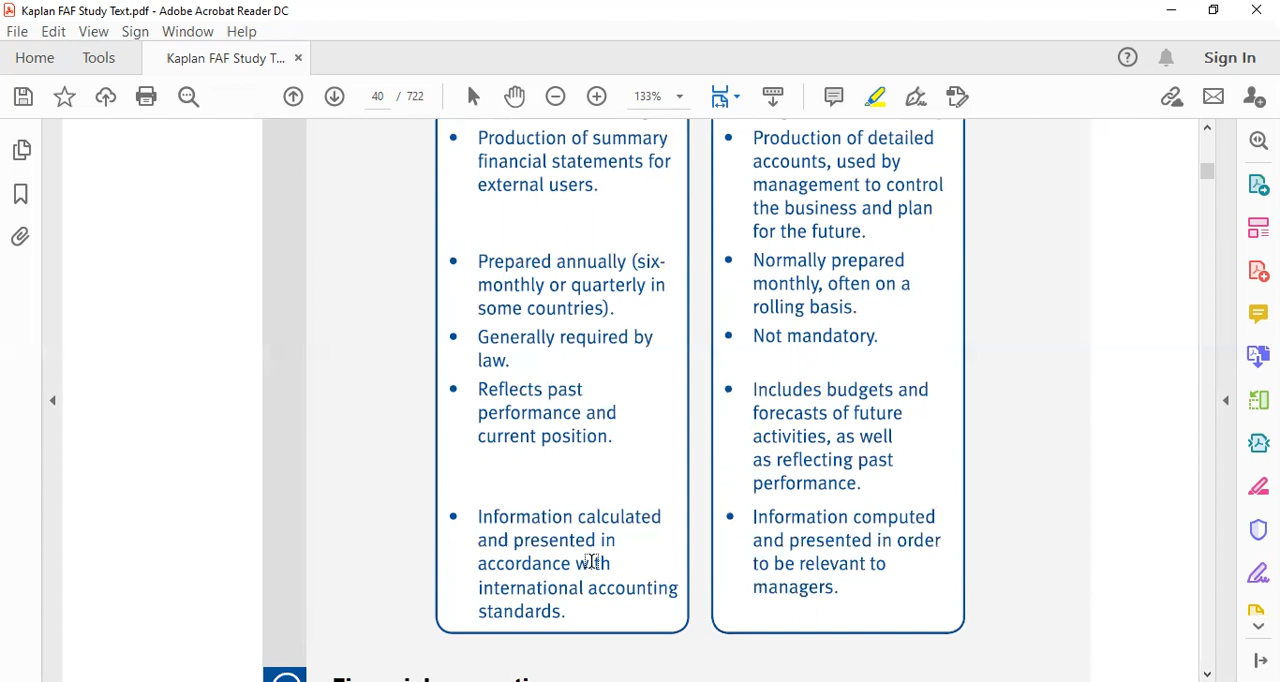 Kaplan FAF Study Text.pdf - Adobe Acrobat Reader DC
File Edit View Sign Window Help
Home Tools Kaplan FAF Study T... × Sign In
40 / 722 133%
• Production of summary
financial statements for
external users.
• Prepared annually (six-
monthly or quarterly in
some countries).
• Generally required by
law.
• Reflects past
performance and
current position.
• Information calculated
and presented in
accordance with
international accounting
standards.
• Production of detailed
accounts, used by
management to control
the business and plan
for the future.
• Normally prepared
monthly, often on a
rolling basis.
• Not mandatory.
• Includes budgets and
forecasts of future
activities, as well
as reflecting past
performance.
• Information computed
and presented in order
to be relevant to
managers.